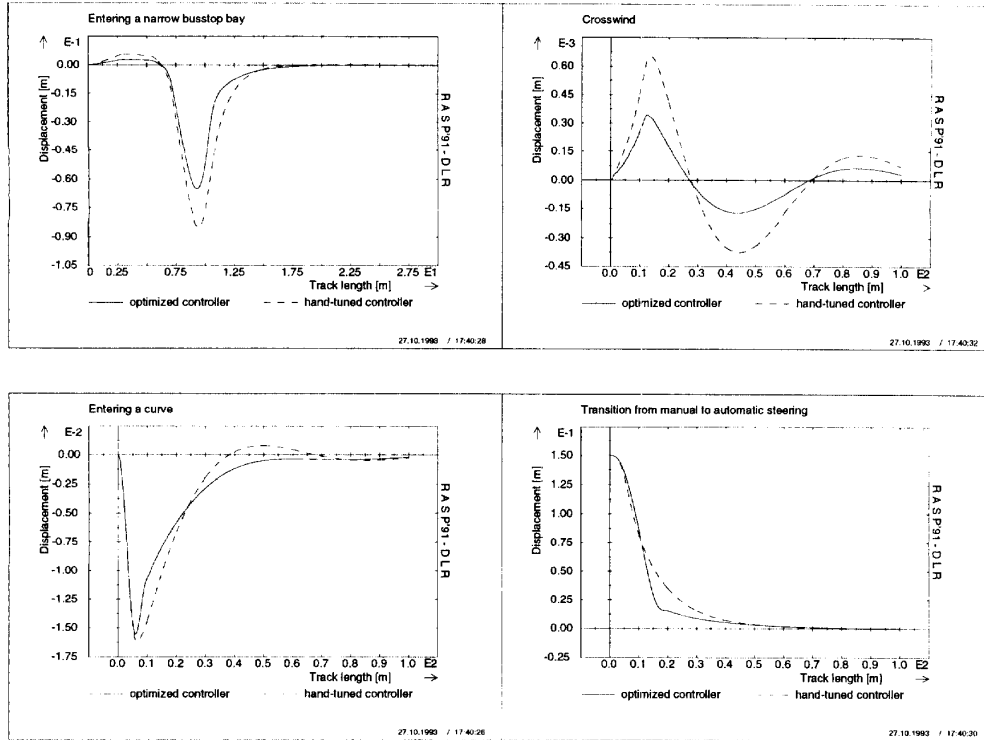 Entering a narrow busstop bay
E-1
0.00
-0.15
-0.30
-0.45
-0.60
-0.75
-0.90
-1.05
Displacement [m]
0 0.25 0.75 1.25 1.75 2.25 2.75 E1
Track length [m]
optimized controller hand-tuned controller
RASP'91-DLR
27.10.1993 / 17:40:28
Crosswind
E-3
0.60
0.45
0.30
0.15
0.00
-0.15
-0.30
-0.45
Displacement [m]
0.0 0.1 0.2 0.3 0.4 0.5 0.6 0.7 0.8 0.9 1.0 E2
Track length [m]
optimized controller hand-tuned controller
RASP'91-DLR
27.10.1993 / 17:40:32
Entering a curve
E-2
0.00
-0.25
-0.50
-0.75
-1.00
-1.25
-1.50
-1.75
Displacement [m]
0.0 0.1 0.2 0.3 0.4 0.5 0.6 0.7 0.8 0.9 1.0 E2
Track length [m]
optimized controller hand-tuned controller
RASP'91-DLR
27.10.1993 / 17:40:26
Transition from manual to automatic steering
E-1
1.50
1.25
1.00
0.75
0.50
0.25
0.00
-0.25
Displacement [m]
0.0 0.1 0.2 0.3 0.4 0.5 0.6 0.7 0.8 0.9 1.0 E2
Track length [m]
optimized controller hand-tuned controller
RASP'91-DLR
27.10.1993 / 17:40:30